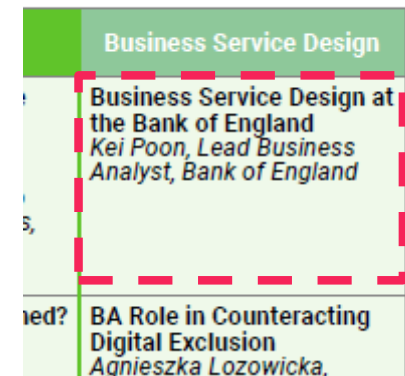 Business Service Design
Business Service Design at
the Bank of England
Kei Poon, Lead Business
Analyst, Bank of England
s,
ned?
BA Role in Counteracting
Digital Exclusion
Agnieszka Lozowicka,